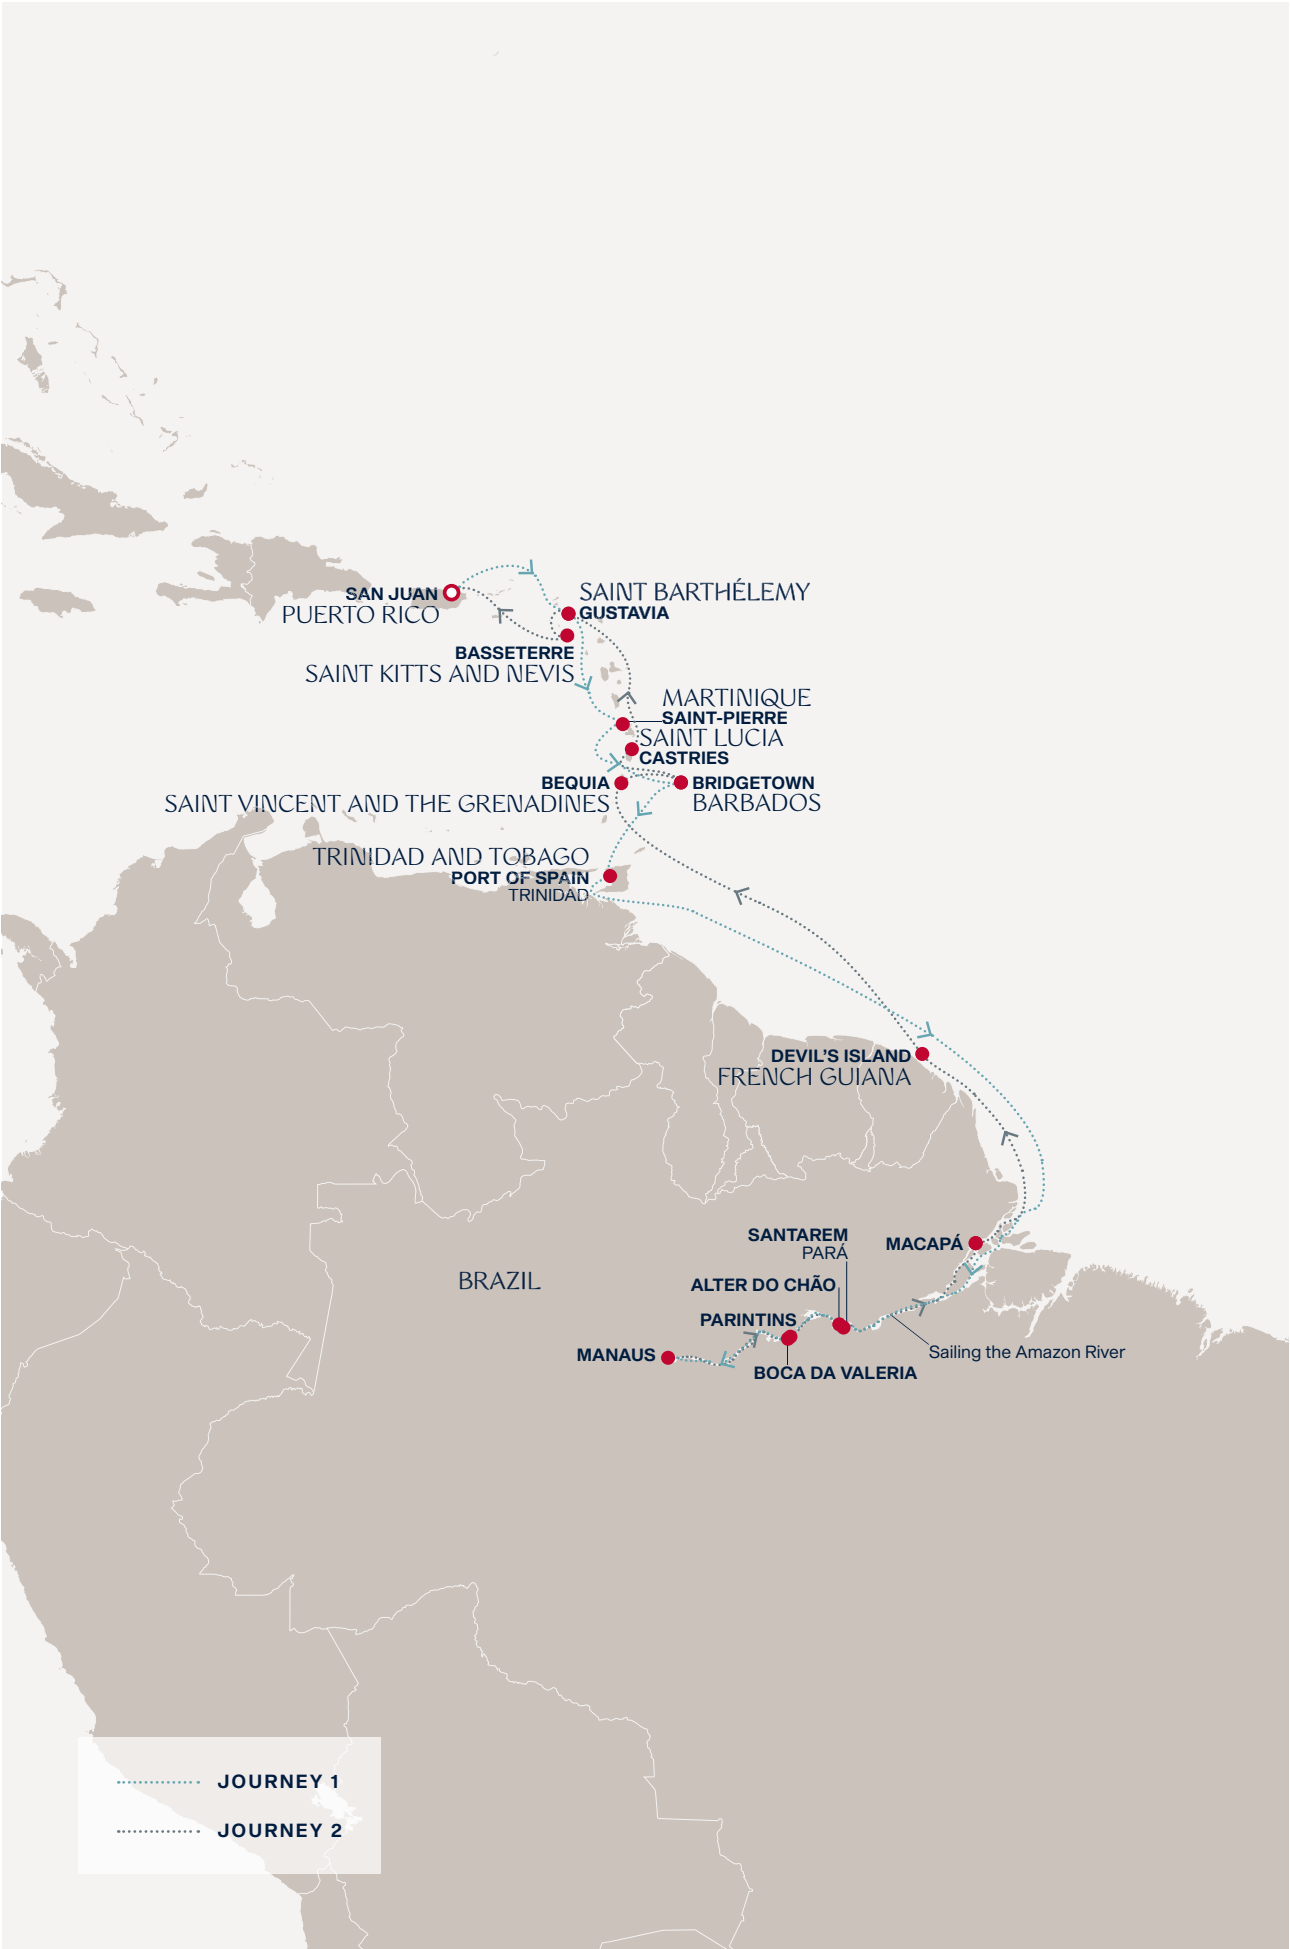 SAN JUAN
PUERTO RICO
SAINT BARTHÉLEMY
GUSTAVIA
BASSETERRE
SAINT KITTS AND NEVIS
MARTINIQUE
SAINT-PIERRE
SAINT LUCIA
CASTRIES
BEQUIA
SAINT VINCENT AND THE GRENADINES
BRIDGETOWN
BARBADOS
TRINIDAD AND TOBAGO
PORT OF SPAIN
TRINIDAD
DEVIL'S ISLAND
FRENCH GUIANA
SANTAREM
PARÁ
MACAPÁ
BRAZIL
ALTER DO CHÃO
PARINTINS
MANAUS
Sailing the Amazon River
BOCA DA VALERIA
JOURNEY 1
JOURNEY 2